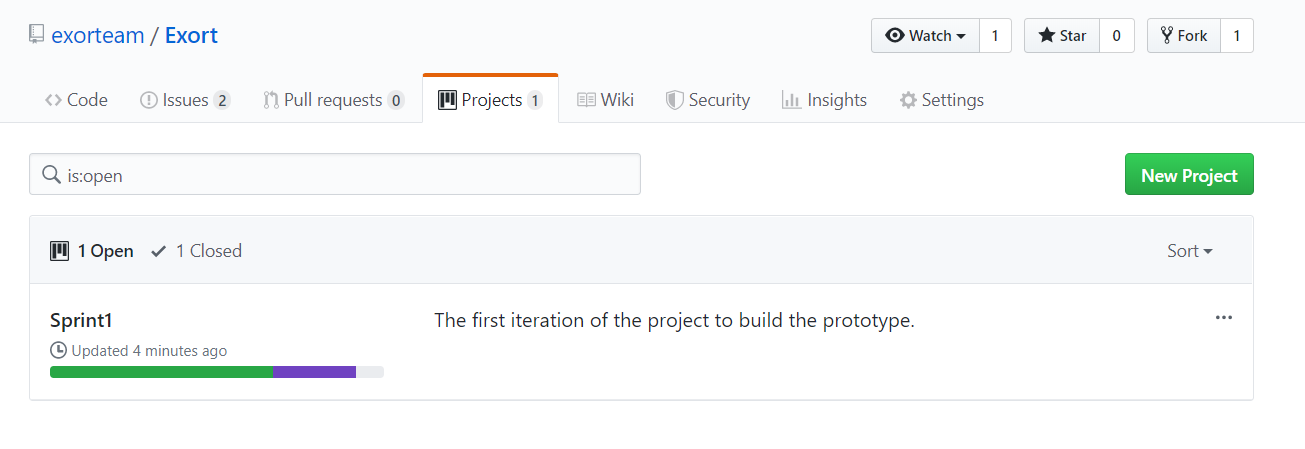 exorteam / Exort
Watch 1 Star 0 Fork 1
Code Issues 2 Pull requests 0 Projects 1 Wiki Security Insights Settings
is:open
New Project
1 Open 1 Closed Sort
Sprint1 The first iteration of the project to build the prototype.
Updated 4 minutes ago